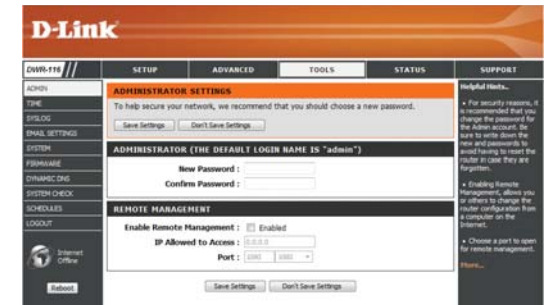 D-Link
DWR-116
SETUP
ADVANCED
TOOLS
STATUS
SUPPORT
ADMIN
TIME
SYSLOG
EMAIL SETTINGS
SYSTEM
FIRMWARE
DYNAMIC DNS
SYSTEM CHECK
SCHEDULES
LOGOUT
Internet
Offline
Reboot
ADMINISTRATOR SETTINGS
To help secure your network, we recommend that you should choose a new password.
Save Settings Don't Save Settings
ADMINISTRATOR (THE DEFAULT LOGIN NAME IS "admin")
New Password :
Confirm Password :
REMOTE MANAGEMENT
Enable Remote Management : Enabled
IP Allowed to Access : 0.0.0.0
Port : 1080 1080
Save Settings Don't Save Settings
Helpful Hints..
• For security reasons, it
is recommended that you
change the password for
the Admin account. Be
sure to write down the
new and passwords to
avoid having to reset the
router in case they are
forgotten.
• Enabling Remote
Management, allows you
or others to change the
router configuration from
a computer on the
Internet.
• Choose a port to open
for remote management.
More...